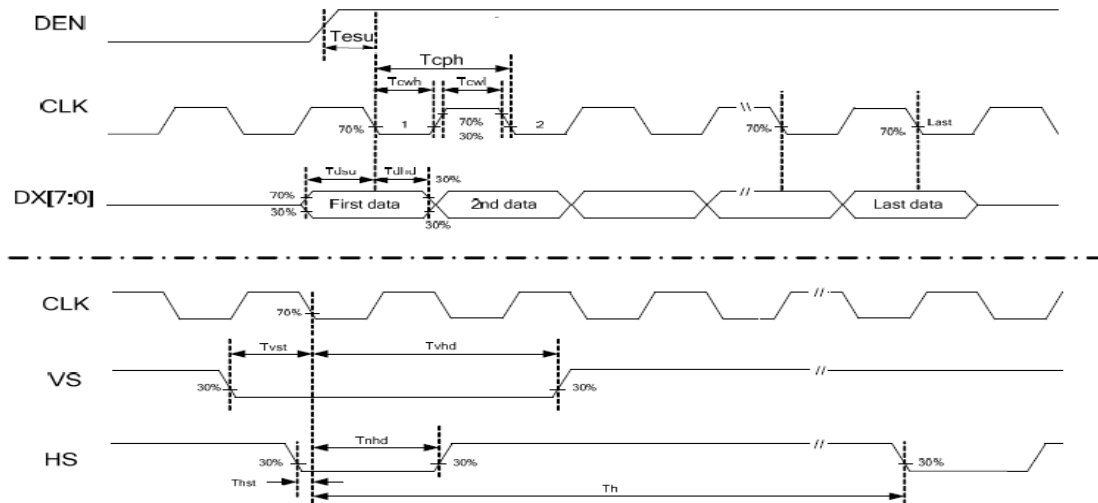 DEN
Tesu
Tcph
Tcwh
Tcwl
CLK
70%
1
70%
30%
2
70%
70%
Last
Tdsu
Tdhd
30%
DX[7:0]
70%
30%
First data
2nd data
Last data
30%
CLK
70%
Tvst
Tvhd
VS
30%
30%
Tnhd
HS
30%
30%
30%
Thst
Th